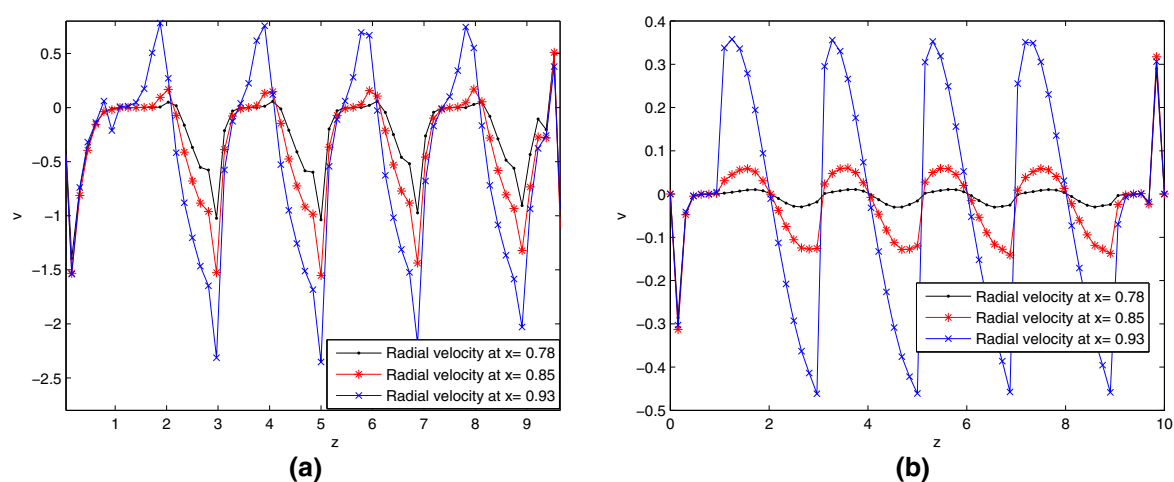 0.5
0
−0.5
−1
−1.5
−2
−2.5
v
1 2 3 4 5 6 7 8 9
z
Radial velocity at x= 0.78
Radial velocity at x= 0.85
Radial velocity at x= 0.93
(a)
0.4
0.3
0.2
0.1
0
−0.1
−0.2
−0.3
−0.4
−0.5
v
0 2 4 6 8 10
z
Radial velocity at x= 0.78
Radial velocity at x= 0.85
Radial velocity at x= 0.93
(b)